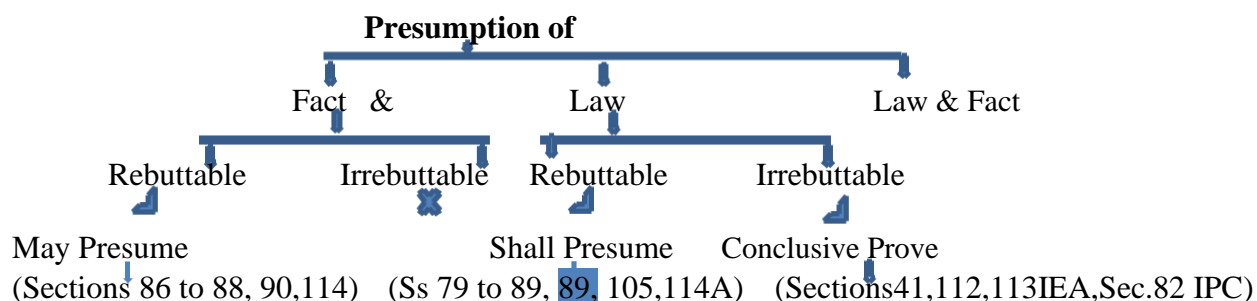 Presumption of
Fact & Law Law & Fact
Rebuttable Irrebuttable Rebuttable Irrebuttable
May Presume Shall Presume Conclusive Prove
(Sections 86 to 88, 90,114) (Ss 79 to 89, 89, 105,114A) (Sections41,112,113IEA,Sec.82 IPC)